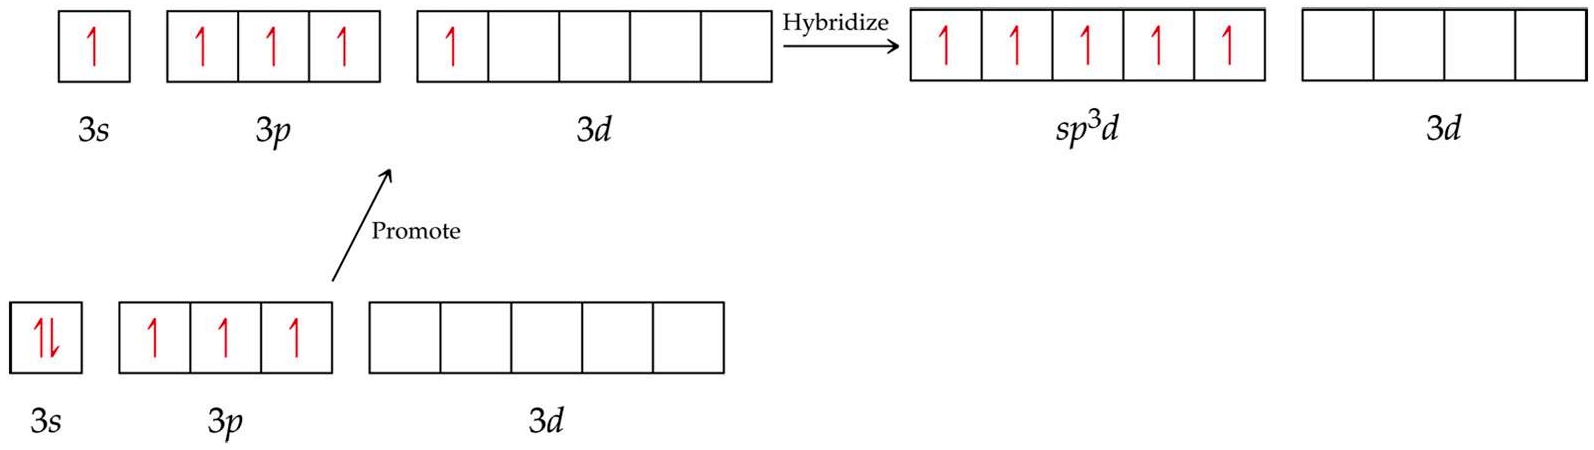 Hybridize
3s 3p 3d sp³d 3d
Promote
3s 3p 3d